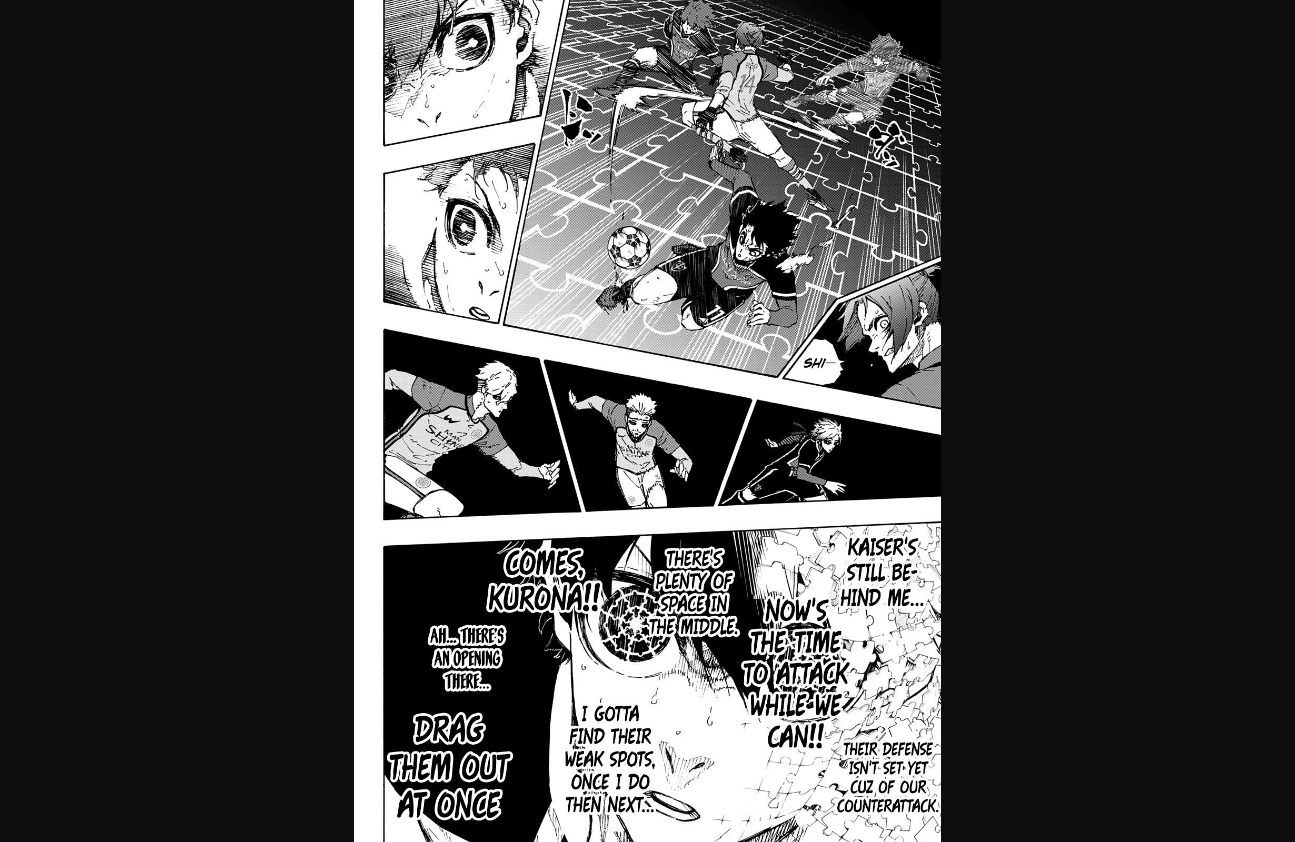 SHI—
KAISER'S
STILL BE-
HIND ME...
THEIR DEFENSE
ISN'T SET YET
CUZ OF OUR
COUNTERATTACK.
NOW'S
THE TIME
TO ATTACK
WHILE WE
CAN!!
THERE'S
PLENTY OF
SPACE IN
THE MIDDLE.
I GOTTA
FIND THEIR
WEAK SPOTS,
ONCE I DO
THEN NEXT...
COMES,
KURONA!!
AH... THERE'S
AN OPENING
THERE...
DRAG
THEM OUT
AT ONCE